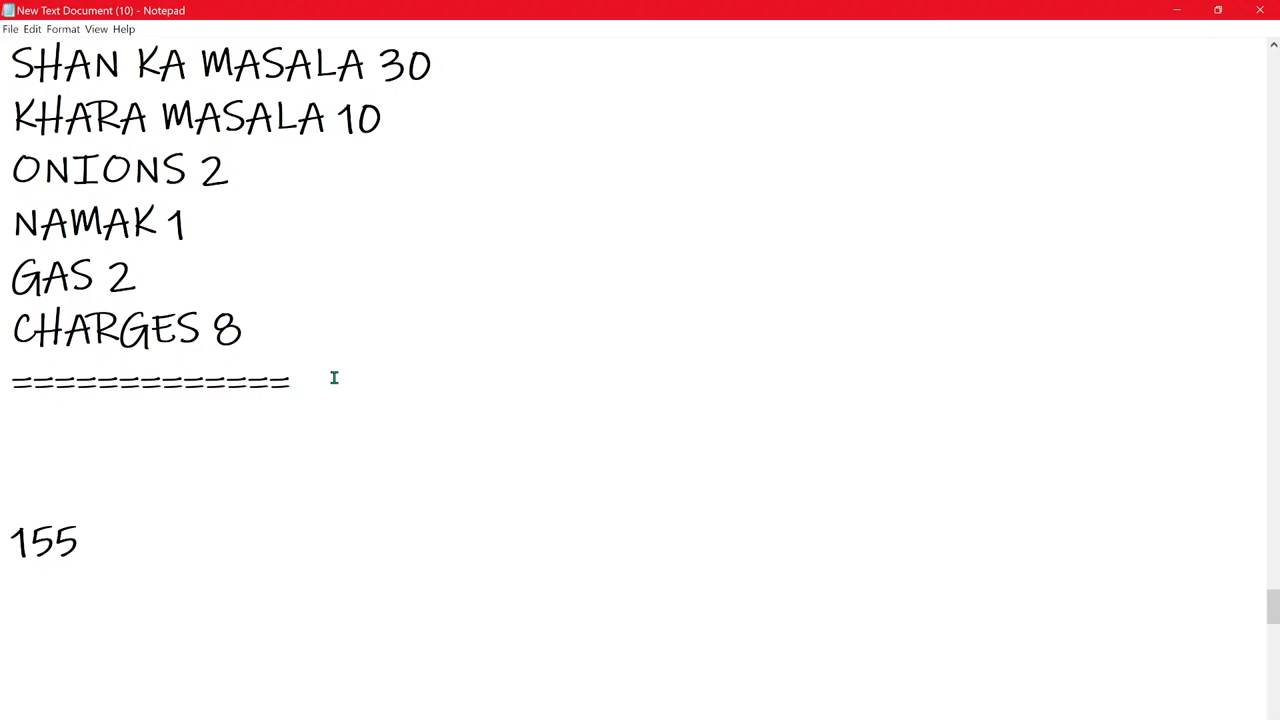 New Text Document (10) - Notepad
File Edit Format View Help
SHAN KA MASALA 30
KHARA MASALA 10
ONIONS 2
NAMAK 1
GAS 2
CHARGES 8
=============
155